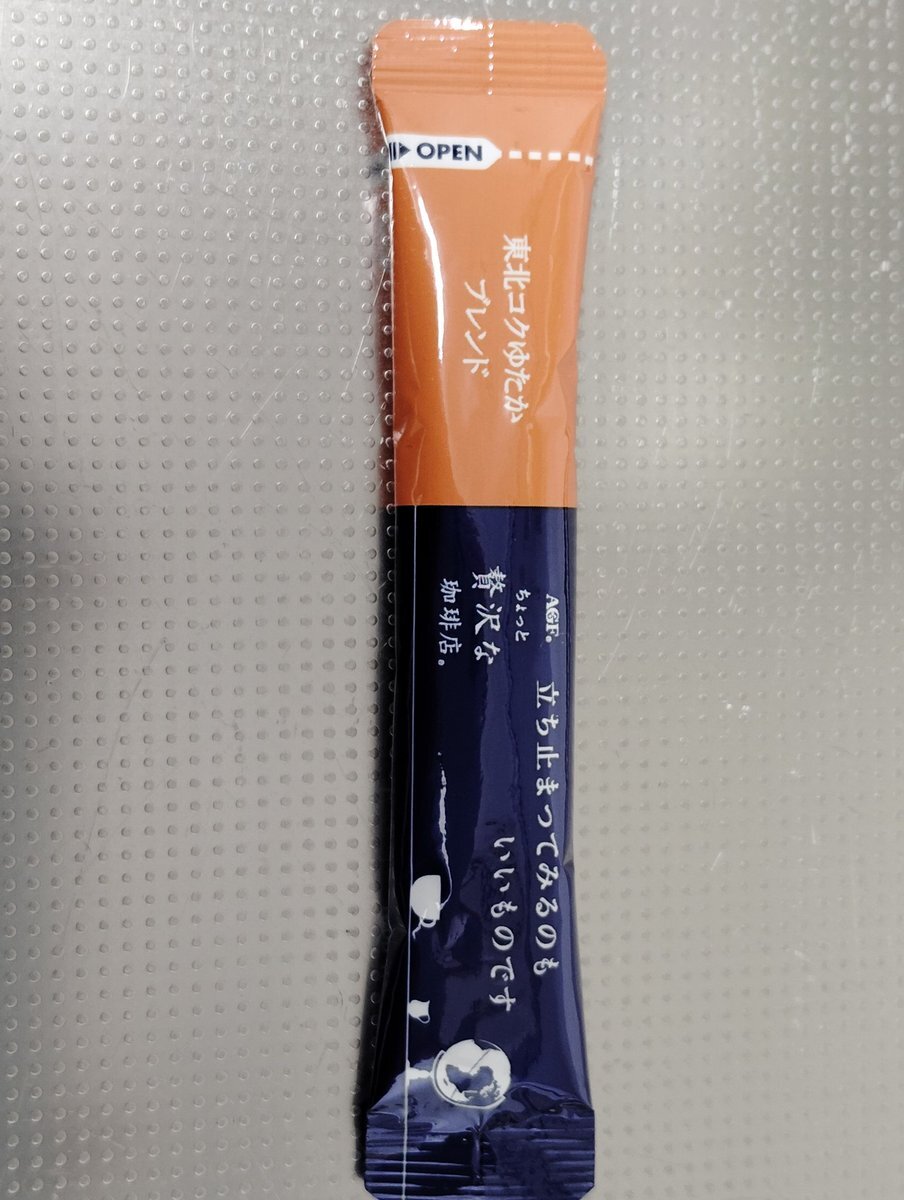 OPEN
東北コクゆたか
ブレンド
AGF®
ちょっと
贅沢な
珈琲店®
立ち止まってみるのも
いいものです